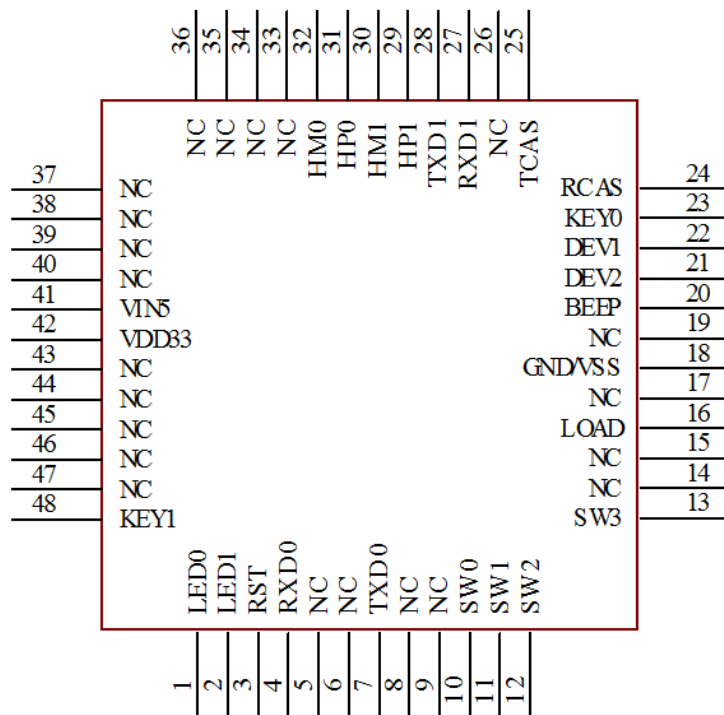 36 35 34 33 32 31 30 29 28 27 26 25
NC NC NC NC HM0 HP0 HM1 HP1 TXD1 RXD1 NC TCAS
37 NC
38 NC
39 NC
40 NC
41 VIN5
42 VDD33
43 NC
44 NC
45 NC
46 NC
47 NC
48 KEY1
RCAS 24
KEY0 23
DEV1 22
DEV2 21
BEEP 20
NC 19
GND/VSS 18
NC 17
LOAD 16
NC 15
NC 14
SW3 13
LED0 LED1 RST RXD0 NC NC TXD0 NC NC SW0 SW1 SW2
1 2 3 4 5 6 7 8 9 10 11 12